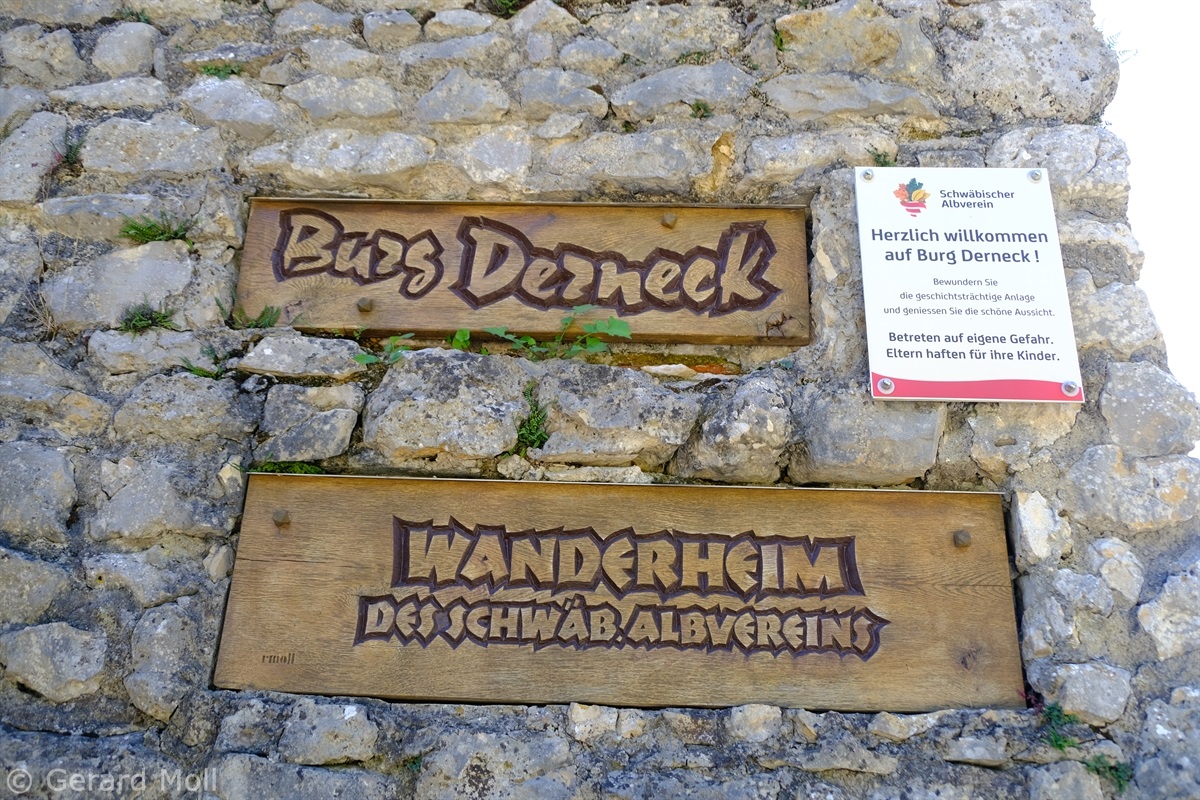 Burg Derneck
Schwäbischer
Albverein
Herzlich willkommen
auf Burg Derneck !
Bewundern Sie
die geschichtsträchtige Anlage
und geniessen Sie die schöne Aussicht.
Betreten auf eigene Gefahr.
Eltern haften für ihre Kinder.
WANDERHEIM
DES SCHWÄB. ALBVEREINS
rmoll
© Gerard Moll